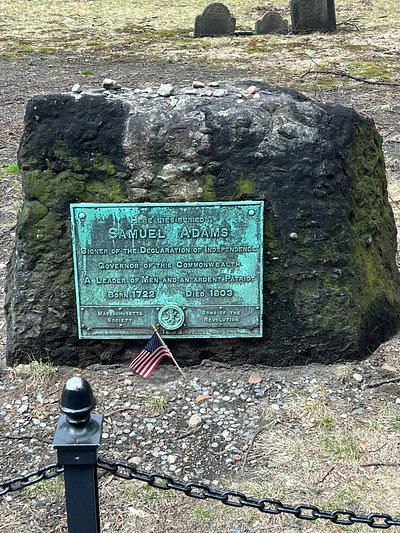 Here lies buried
Samuel Adams
Signer of the Declaration of Independence
Governor of this Commonwealth
A Leader of Men and an ardent Patriot
Born 1722 Died 1803
Massachusetts Society
Sons of the Revolution